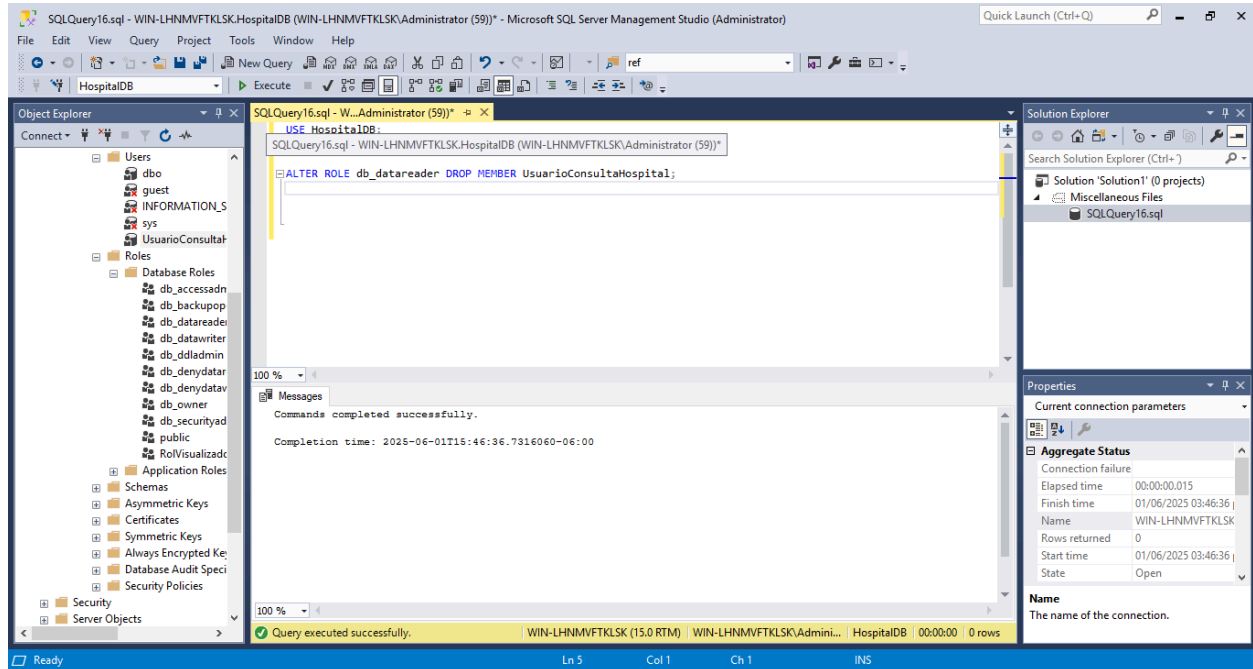 SQLQuery16.sql - WIN-LHNMVFTKLSK.HospitalDB (WIN-LHNMVFTKLSK\Administrator (59))* - Microsoft SQL Server Management Studio (Administrator)
Quick Launch (Ctrl+Q)
File Edit View Query Project Tools Window Help
New Query
ref
HospitalDB
Execute
Object Explorer
Connect
Users
dbo
guest
INFORMATION_S
sys
UsuarioConsultaH
Roles
Database Roles
db_accessadm
db_backupop
db_datareader
db_datawriter
db_ddladmin
db_denydatar
db_denydataw
db_owner
db_securityad
public
RolVisualizado
Application Roles
Schemas
Asymmetric Keys
Certificates
Symmetric Keys
Always Encrypted Key
Database Audit Speci
Security Policies
Security
Server Objects
SQLQuery16.sql - W...Administrator (59))*
USE HospitalDB;
SQLQuery16.sql - WIN-LHNMVFTKLSK.HospitalDB (WIN-LHNMVFTKLSK\Administrator (59))*
ALTER ROLE db_datareader DROP MEMBER UsuarioConsultaHospital;
100 %
Messages
Commands completed successfully.
Completion time: 2025-06-01T15:46:36.7316060-06:00
100 %
Query executed successfully.
WIN-LHNMVFTKLSK (15.0 RTM)
WIN-LHNMVFTKLSK\Admini...
HospitalDB
00:00:00
0 rows
Solution Explorer
Search Solution Explorer (Ctrl+´)
Solution 'Solution1' (0 projects)
Miscellaneous Files
SQLQuery16.sql
Properties
Current connection parameters
Aggregate Status
Connection failure
Elapsed time 00:00:00.015
Finish time 01/06/2025 03:46:36
Name WIN-LHNMVFTKLSK
Rows returned 0
Start time 01/06/2025 03:46:36
State Open
Name
The name of the connection.
Ready
Ln 5
Col 1
Ch 1
INS